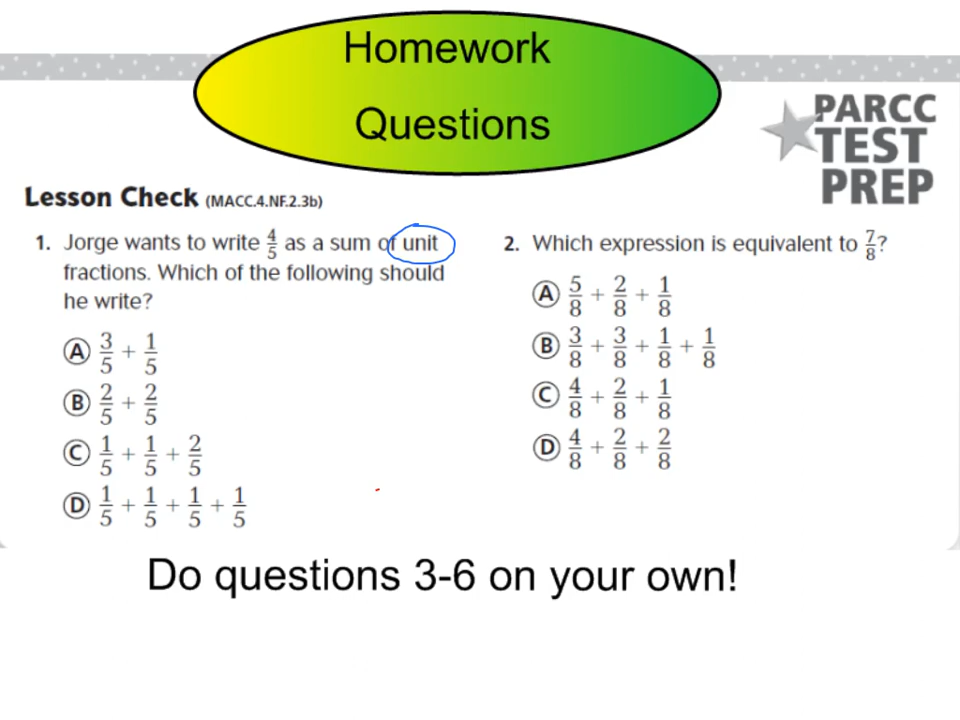 Homework
Questions
PARCC
TEST
PREP
Lesson Check (MACC.4.NF.2.3b)
1. Jorge wants to write 4/5 as a sum of unit
fractions. Which of the following should
he write?
A 3/5 + 1/5
B 2/5 + 2/5
C 1/5 + 1/5 + 2/5
D 1/5 + 1/5 + 1/5 + 1/5
2. Which expression is equivalent to 7/8?
A 5/8 + 2/8 + 1/8
B 3/8 + 3/8 + 1/8 + 1/8
C 4/8 + 2/8 + 1/8
D 4/8 + 2/8 + 2/8
Do questions 3-6 on your own!